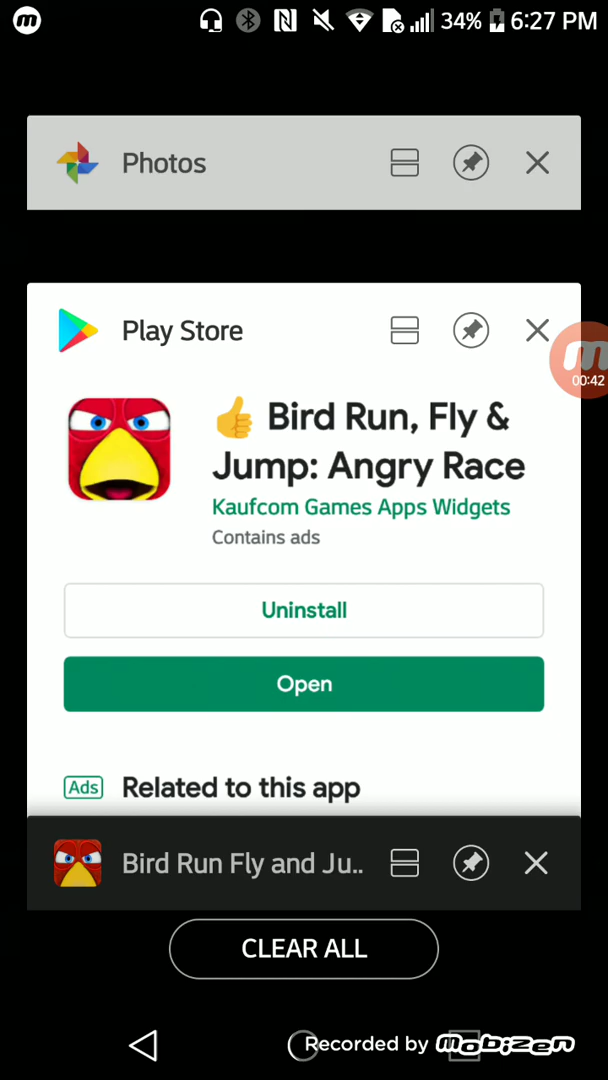 34% 6:27 PM
Photos
Play Store
00:42
👍 Bird Run, Fly &
Jump: Angry Race
Kaufcom Games Apps Widgets
Contains ads
Uninstall
Open
Ads Related to this app
Bird Run Fly and Ju..
CLEAR ALL
Recorded by Mobizen